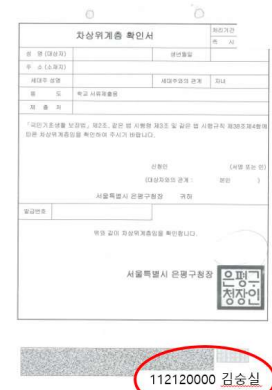 차상위계층 확인서
처리기간
즉 시
성 명 (대상자)
생년월일
주 소 (소재지)
세대주 성명
세대주와의 관계
자녀
용 도
학교 서류제출용
제 출 처
「국민기초생활 보장법」 제2조, 같은 법 시행령 제3조 및 같은 법 시행규칙 제38조제4항에
따른 차상위계층임을 확인하여 주시기 바랍니다.
신청인
(서명 또는 인)
(대상자와의 관계 :
본인
)
서울특별시 은평구청장 귀하
발급번호
위와 같이 차상위계층임을 확인합니다.
서울특별시 은평구청장
은평구
청장인
112120000 김숭실